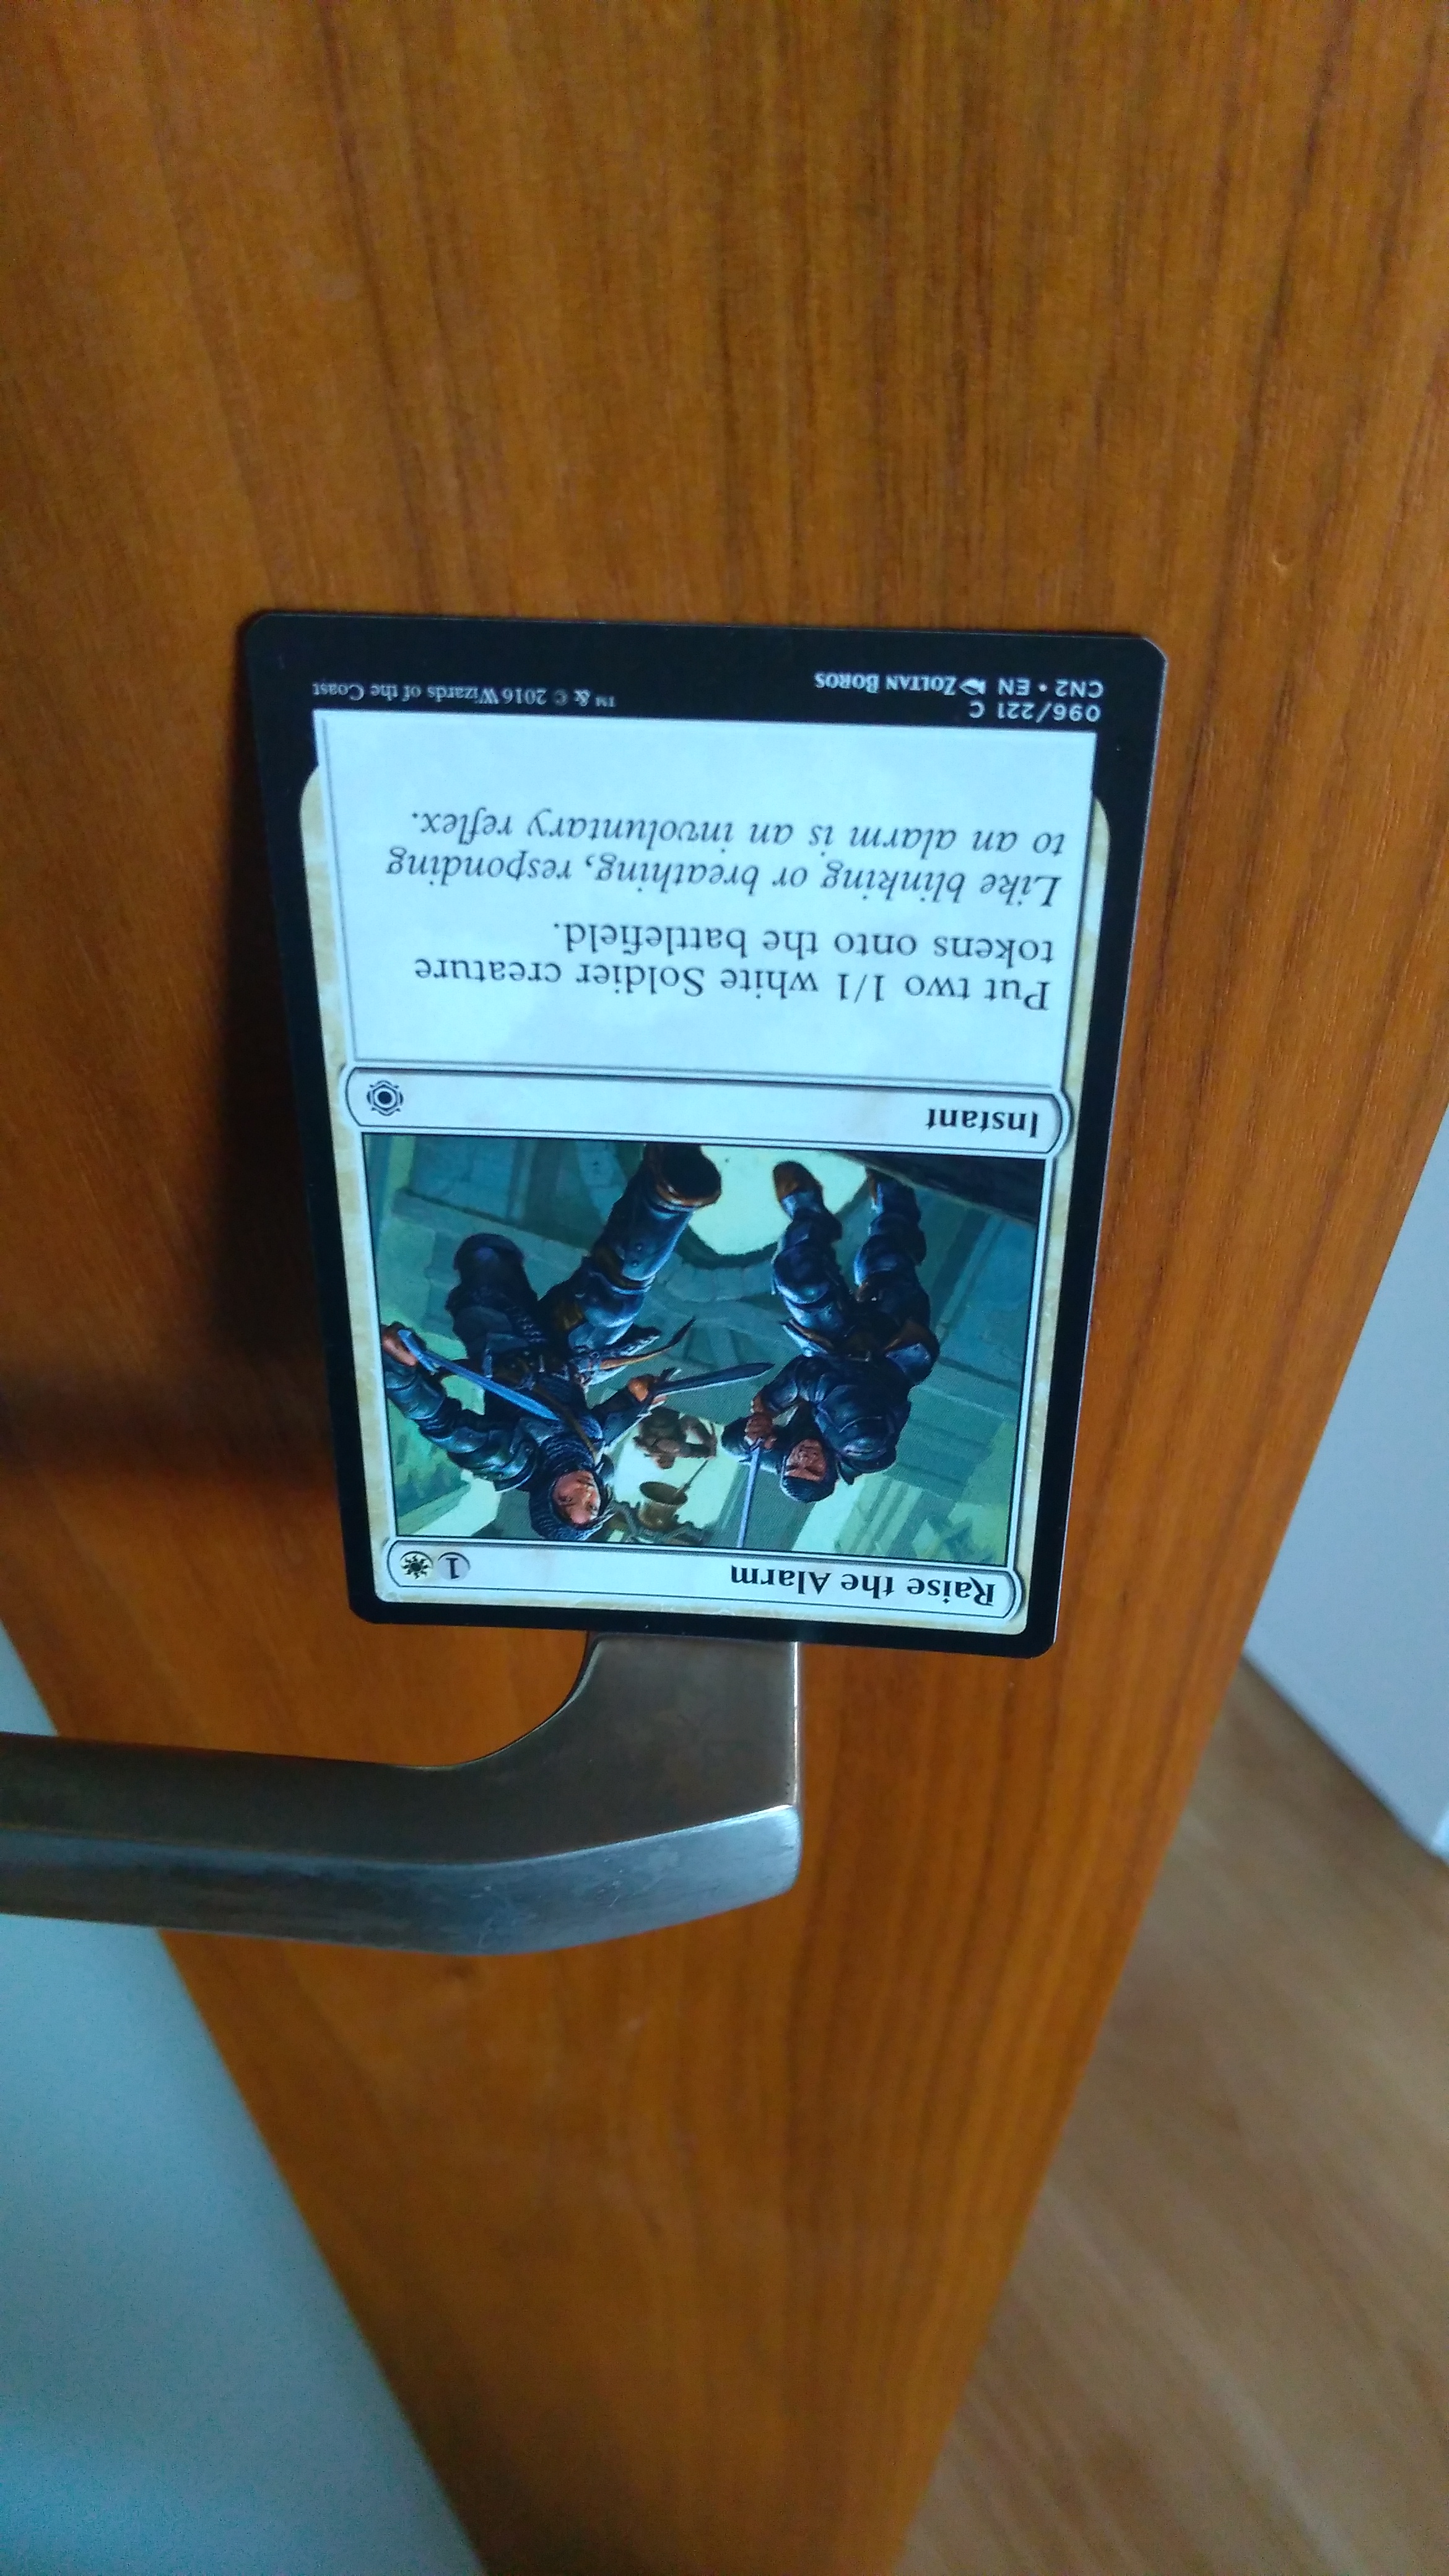 Raise the Alarm 1
Instant
Put two 1/1 white Soldier creature
tokens onto the battlefield.
Like blinking or breathing, responding
to an alarm is an involuntary reflex.
096/221 C
CN2 • EN ZOLTAN BOROS
™ & © 2016 Wizards of the Coast